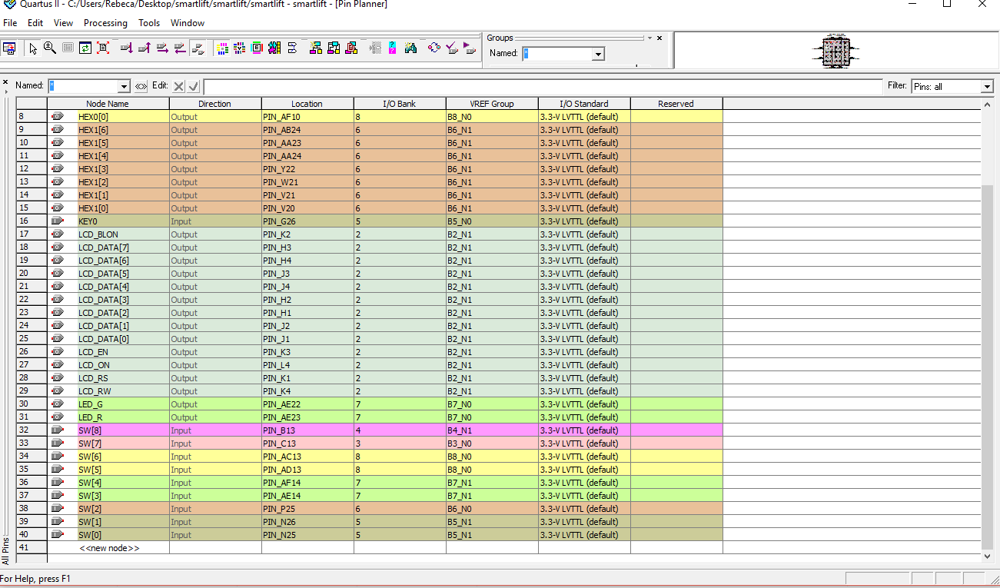 Quartus II - C:/Users/Rebeca/Desktop/smartlift/smartlift/smartlift - smartlift - [Pin Planner]
File Edit View Processing Tools Window
Groups
Named: *
Named: * Edit: Filter: Pins: all
Node Name Direction Location I/O Bank VREF Group I/O Standard Reserved
8 HEX0[0] Output PIN_AF10 8 B8_N0 3.3-V LVTTL (default)
9 HEX1[6] Output PIN_AB24 6 B6_N1 3.3-V LVTTL (default)
10 HEX1[5] Output PIN_AA23 6 B6_N1 3.3-V LVTTL (default)
11 HEX1[4] Output PIN_AA24 6 B6_N1 3.3-V LVTTL (default)
12 HEX1[3] Output PIN_Y22 6 B6_N1 3.3-V LVTTL (default)
13 HEX1[2] Output PIN_W21 6 B6_N1 3.3-V LVTTL (default)
14 HEX1[1] Output PIN_V21 6 B6_N1 3.3-V LVTTL (default)
15 HEX1[0] Output PIN_V20 6 B6_N1 3.3-V LVTTL (default)
16 KEY0 Input PIN_G26 5 B5_N0 3.3-V LVTTL (default)
17 LCD_BLON Output PIN_K2 2 B2_N1 3.3-V LVTTL (default)
18 LCD_DATA[7] Output PIN_H3 2 B2_N1 3.3-V LVTTL (default)
19 LCD_DATA[6] Output PIN_H4 2 B2_N1 3.3-V LVTTL (default)
20 LCD_DATA[5] Output PIN_J3 2 B2_N1 3.3-V LVTTL (default)
21 LCD_DATA[4] Output PIN_J4 2 B2_N1 3.3-V LVTTL (default)
22 LCD_DATA[3] Output PIN_H2 2 B2_N1 3.3-V LVTTL (default)
23 LCD_DATA[2] Output PIN_H1 2 B2_N1 3.3-V LVTTL (default)
24 LCD_DATA[1] Output PIN_J2 2 B2_N1 3.3-V LVTTL (default)
25 LCD_DATA[0] Output PIN_J1 2 B2_N1 3.3-V LVTTL (default)
26 LCD_EN Output PIN_K3 2 B2_N1 3.3-V LVTTL (default)
27 LCD_ON Output PIN_L4 2 B2_N1 3.3-V LVTTL (default)
28 LCD_RS Output PIN_K1 2 B2_N1 3.3-V LVTTL (default)
29 LCD_RW Output PIN_K4 2 B2_N1 3.3-V LVTTL (default)
30 LED_G Output PIN_AE22 7 B7_N0 3.3-V LVTTL (default)
31 LED_R Output PIN_AE23 7 B7_N0 3.3-V LVTTL (default)
32 SW[8] Input PIN_B13 4 B4_N1 3.3-V LVTTL (default)
33 SW[7] Input PIN_C13 3 B3_N0 3.3-V LVTTL (default)
34 SW[6] Input PIN_AC13 8 B8_N0 3.3-V LVTTL (default)
35 SW[5] Input PIN_AD13 8 B8_N0 3.3-V LVTTL (default)
36 SW[4] Input PIN_AF14 7 B7_N1 3.3-V LVTTL (default)
37 SW[3] Input PIN_AE14 7 B7_N1 3.3-V LVTTL (default)
38 SW[2] Input PIN_P25 6 B6_N0 3.3-V LVTTL (default)
39 SW[1] Input PIN_N26 5 B5_N1 3.3-V LVTTL (default)
40 SW[0] Input PIN_N25 5 B5_N1 3.3-V LVTTL (default)
41 <<new node>>
All Pins
For Help, press F1